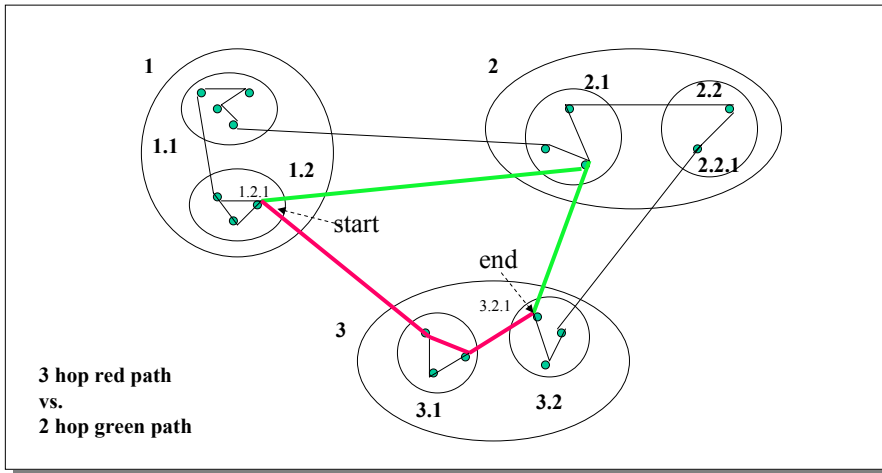 1
2
2.1
2.2
1.1
1.2
2.2.1
1.2.1
start
end
3.2.1
3
3 hop red path
vs.
2 hop green path
3.1
3.2